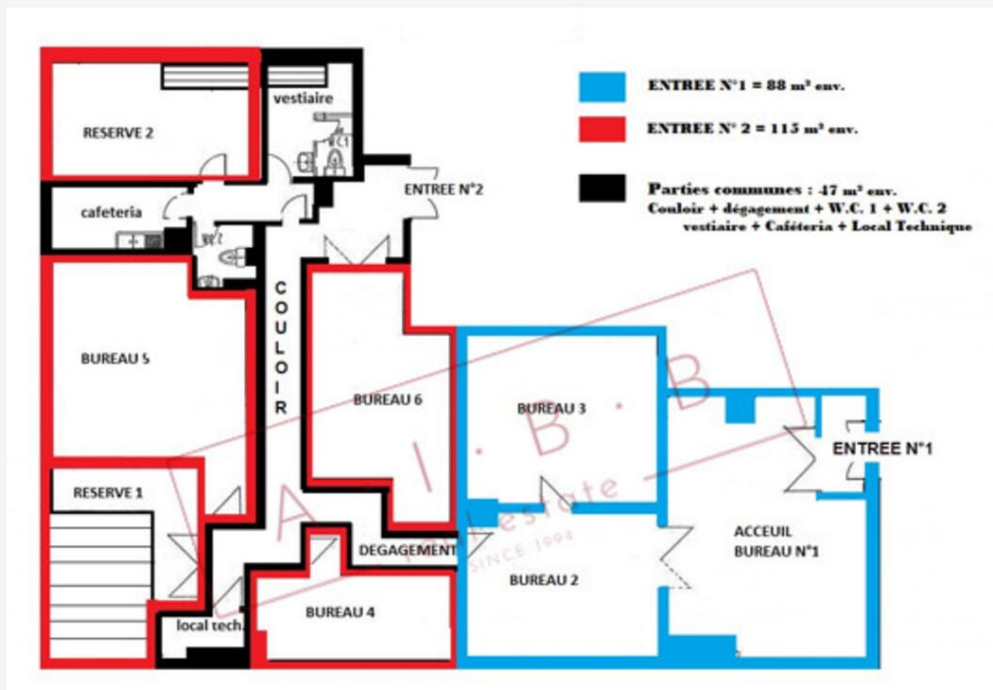 vestiaire
RESERVE 2
WC1
ENTREE N°2
cafeteria
COULOIR
BUREAU 5
BUREAU 6
BUREAU 3
RESERVE 1
DEGAGEMENT
BUREAU 2
ACCEUIL
BUREAU N°1
ENTREE N°1
BUREAU 4
local tech.
ENTREE N°1 = 88 m² env.
ENTREE N° 2 = 115 m² env.
Parties communes : 47 m² env.
Couloir + dégagement + W.C. 1 + W.C. 2
vestiaire + Caféteria + Local Technique
A . I . B . B
real estate
SINCE 1994